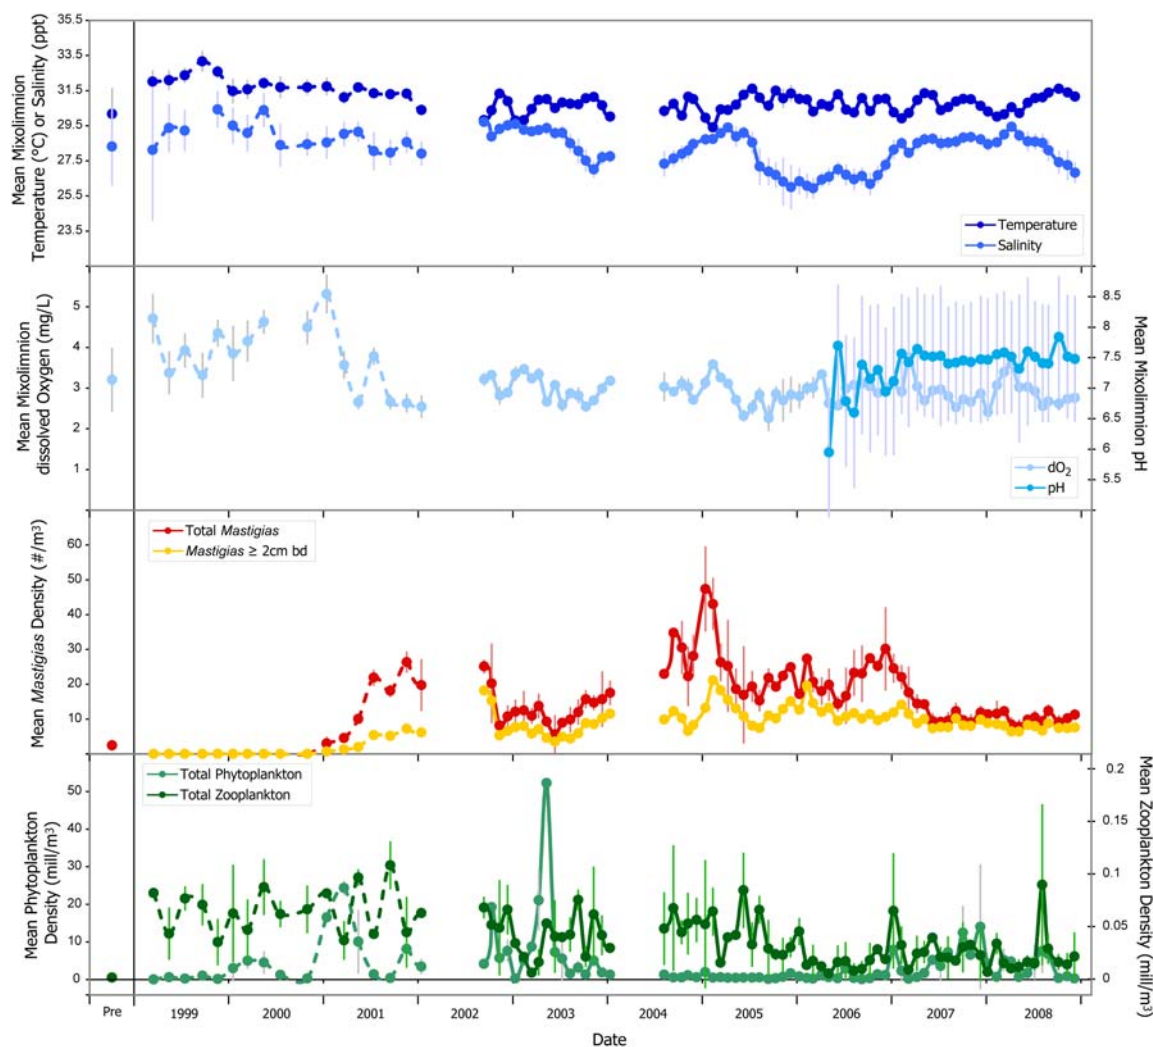 Mean Mixolimnion
Temperature (°C) or Salinity (ppt)
35.5
33.5
31.5
29.5
27.5
25.5
23.5
Temperature
Salinity
Mean Mixolimnion
dissolved Oxygen (mg/L)
5
4
3
2
1
8.5
8
7.5
7
6.5
6
5.5
Mean Mixolimnion pH
dO2
pH
Mean Mastigias Density (#/m³)
60
50
40
30
20
10
Total Mastigias
Mastigias ≥ 2cm bd
Mean Phytoplankton
Density (mill/m³)
50
40
30
20
10
0
Total Phytoplankton
Total Zooplankton
0.2
0.15
0.1
0.05
0
Mean Zooplankton Density (mill/m³)
Pre 1999 2000 2001 2002 2003 2004 2005 2006 2007 2008
Date